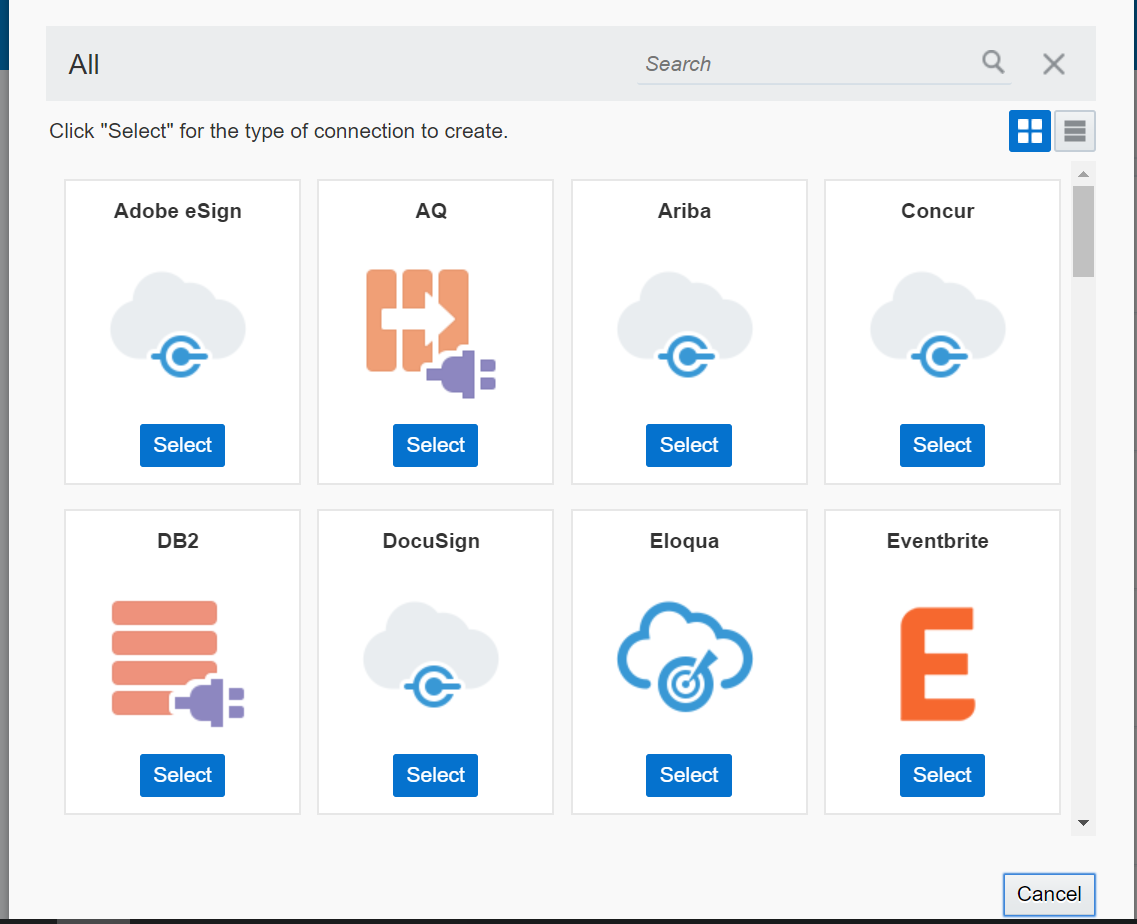 All
Search
Click "Select" for the type of connection to create.
Adobe eSign
AQ
Ariba
Concur
Select
Select
Select
Select
DB2
DocuSign
Eloqua
Eventbrite
E
Select
Select
Select
Select
Cancel